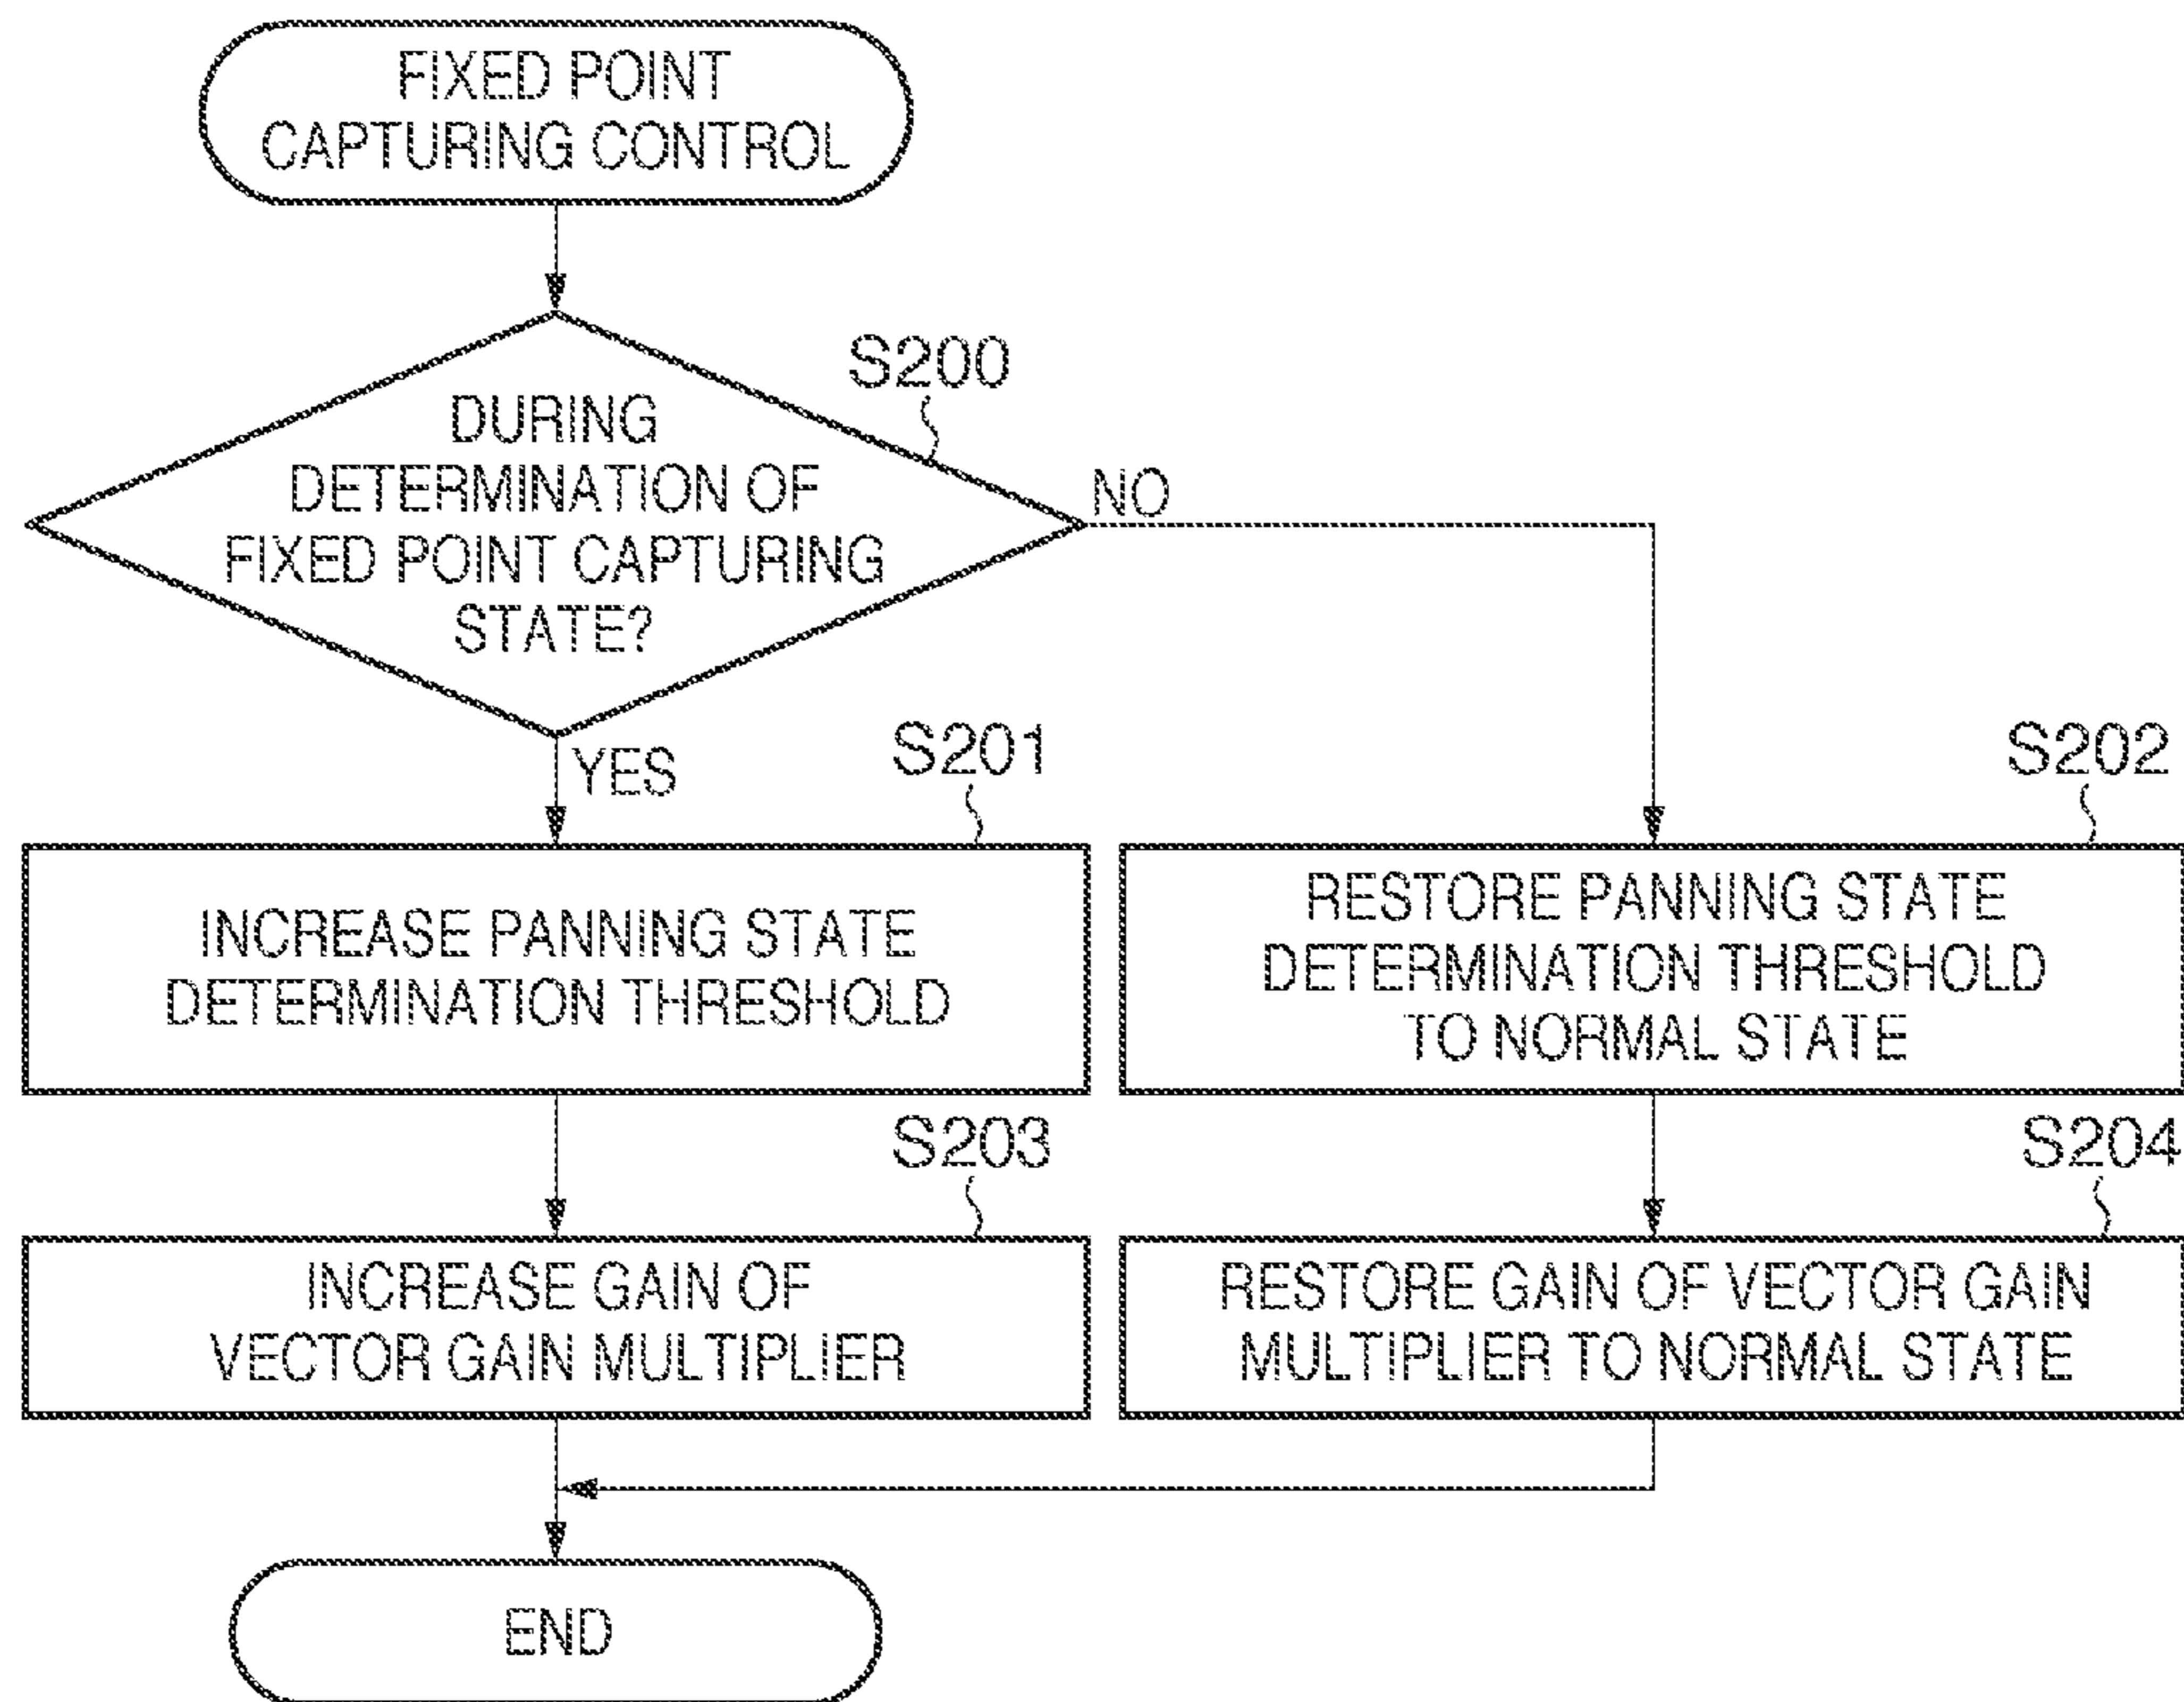 FIXED POINT
CAPTURING CONTROL
S200
DURING
DETERMINATION OF
FIXED POINT CAPTURING
STATE?
NO
YES
S201
INCREASE PANNING STATE
DETERMINATION THRESHOLD
S202
RESTORE PANNING STATE
DETERMINATION THRESHOLD
TO NORMAL STATE
S203
INCREASE GAIN OF
VECTOR GAIN MULTIPLIER
S204
RESTORE GAIN OF VECTOR GAIN
MULTIPLIER TO NORMAL STATE
END